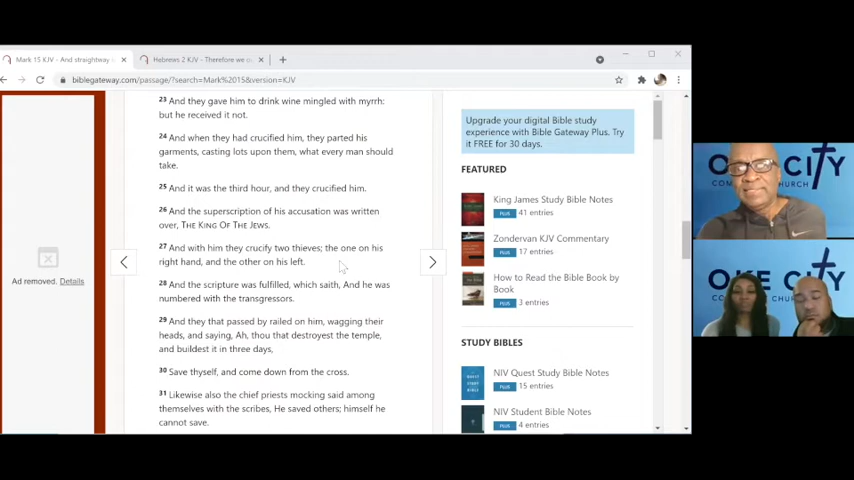 Mark 15 KJV - And straightway
Hebrews 2 KJV - Therefore we o
biblegateway.com/passage/?search=Mark%2015&version=KJV
Ad removed. Details
23 And they gave him to drink wine mingled with myrrh:
but he received it not.
24 And when they had crucified him, they parted his
garments, casting lots upon them, what every man should
take.
25 And it was the third hour, and they crucified him.
26 And the superscription of his accusation was written
over, THE KING OF THE JEWS.
27 And with him they crucify two thieves; the one on his
right hand, and the other on his left.
28 And the scripture was fulfilled, which saith, And he was
numbered with the transgressors.
29 And they that passed by railed on him, wagging their
heads, and saying, Ah, thou that destroyest the temple,
and buildest it in three days,
30 Save thyself, and come down from the cross.
31 Likewise also the chief priests mocking said among
themselves with the scribes, He saved others; himself he
cannot save.
Upgrade your digital Bible study
experience with Bible Gateway Plus. Try
it FREE for 30 days.
FEATURED
King James Study Bible Notes
PLUS 41 entries
Zondervan KJV Commentary
PLUS 17 entries
How to Read the Bible Book by
Book
PLUS 3 entries
STUDY BIBLES
NIV Quest Study Bible Notes
PLUS 15 entries
NIV Student Bible Notes
PLUS 4 entries
OKE CITY
OKE CITY